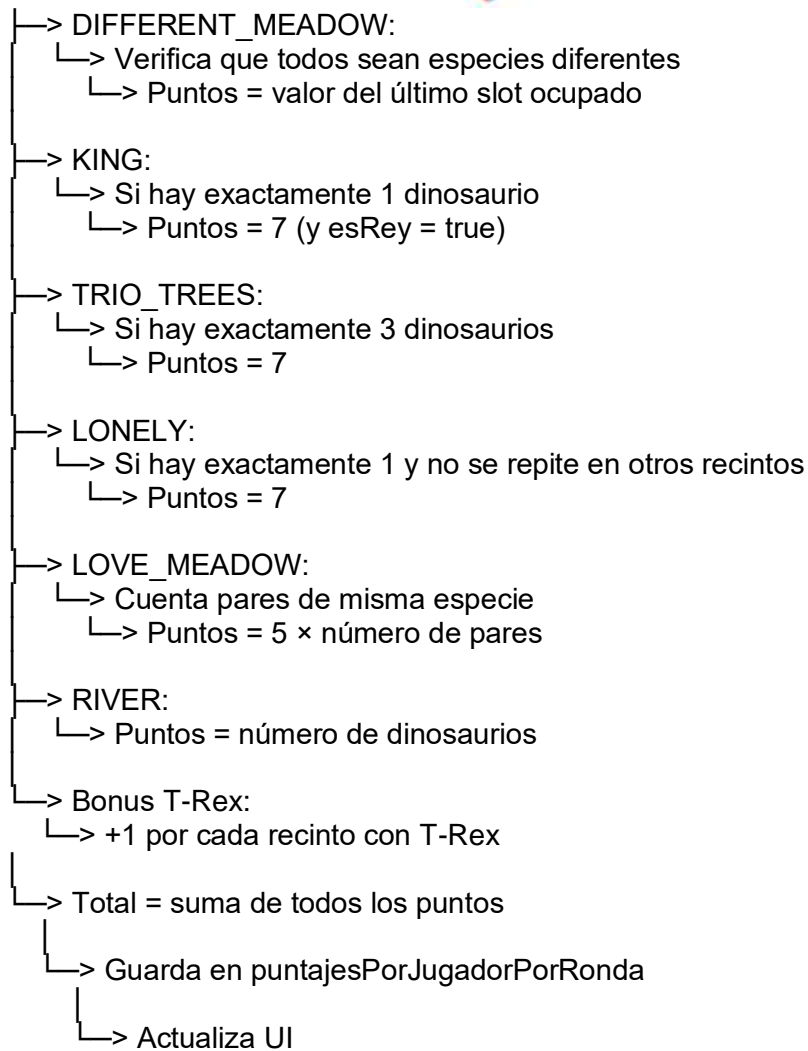 ├──> DIFFERENT_MEADOW:
│   └──> Verifica que todos sean especies diferentes
│       └──> Puntos = valor del último slot ocupado
│
├──> KING:
│   └──> Si hay exactamente 1 dinosaurio
│       └──> Puntos = 7 (y esRey = true)
│
├──> TRIO_TREES:
│   └──> Si hay exactamente 3 dinosaurios
│       └──> Puntos = 7
│
├──> LONELY:
│   └──> Si hay exactamente 1 y no se repite en otros recintos
│       └──> Puntos = 7
│
├──> LOVE_MEADOW:
│   └──> Cuenta pares de misma especie
│       └──> Puntos = 5 × número de pares
│
├──> RIVER:
│   └──> Puntos = número de dinosaurios
│
└──> Bonus T-Rex:
    └──> +1 por cada recinto con T-Rex
│
└──> Total = suma de todos los puntos
    │
    └──> Guarda en puntajesPorJugadorPorRonda
        │
        └──> Actualiza UI